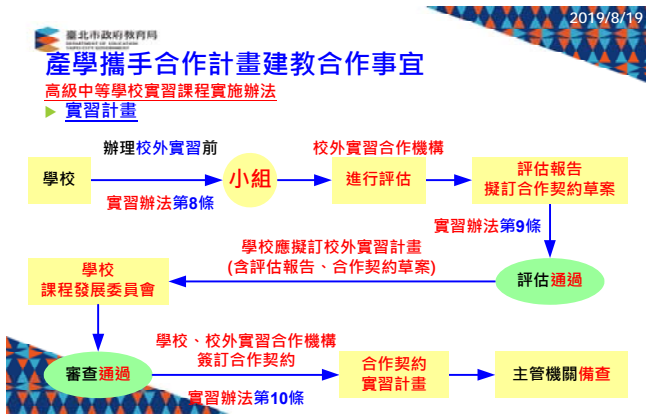 2019/8/19
臺北市政府教育局
DEPARTMENT OF EDUCATION
TAIPEI CITY GOVERNMENT
產學攜手合作計畫建教合作事宜
高級中等學校實習課程實施辦法
實習計畫
學校
辦理校外實習前
實習辦法第8條
小組
校外實習合作機構
進行評估
評估報告
擬訂合作契約草案
實習辦法第9條
評估通過
學校應擬訂校外實習計畫
(含評估報告、合作契約草案)
學校
課程發展委員會
審查通過
學校、校外實習合作機構
簽訂合作契約
實習辦法第10條
合作契約
實習計畫
主管機關備查